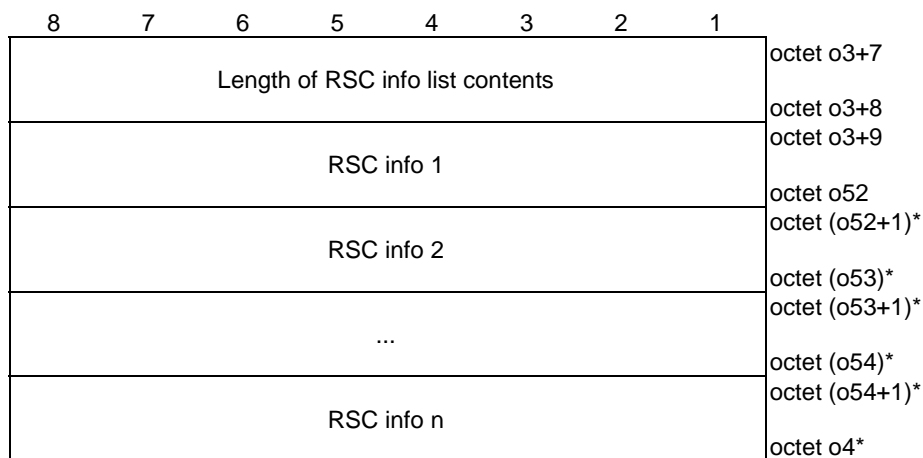 8 7 6 5 4 3 2 1
octet o3+7
Length of RSC info list contents
octet o3+8
octet o3+9
RSC info 1
octet o52
octet (o52+1)*
RSC info 2
octet (o53)*
octet (o53+1)*
...
octet (o54)*
octet (o54+1)*
RSC info n
octet o4*